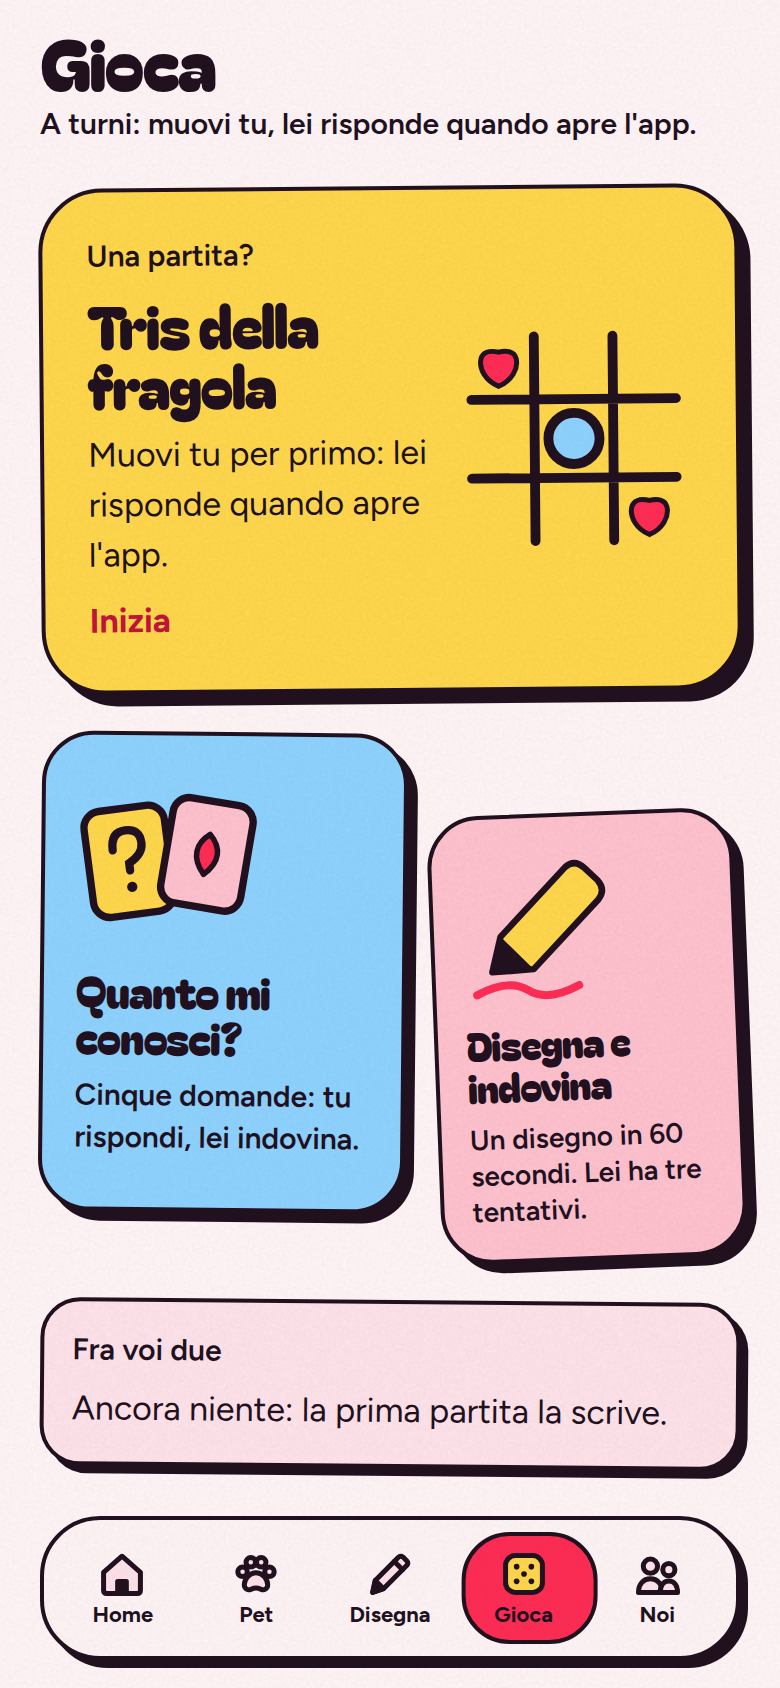 Gioca
A turni: muovi tu, lei risponde quando apre l'app.
Una partita?
Tris della
fragola
Muovi tu per primo: lei
risponde quando apre
l'app.
Inizia
?
Quanto mi
conosci?
Cinque domande: tu
rispondi, lei indovina.
Disegna e
indovina
Un disegno in 60
secondi. Lei ha tre
tentativi.
Fra voi due
Ancora niente: la prima partita la scrive.
Home
Pet
Disegna
Gioca
Noi